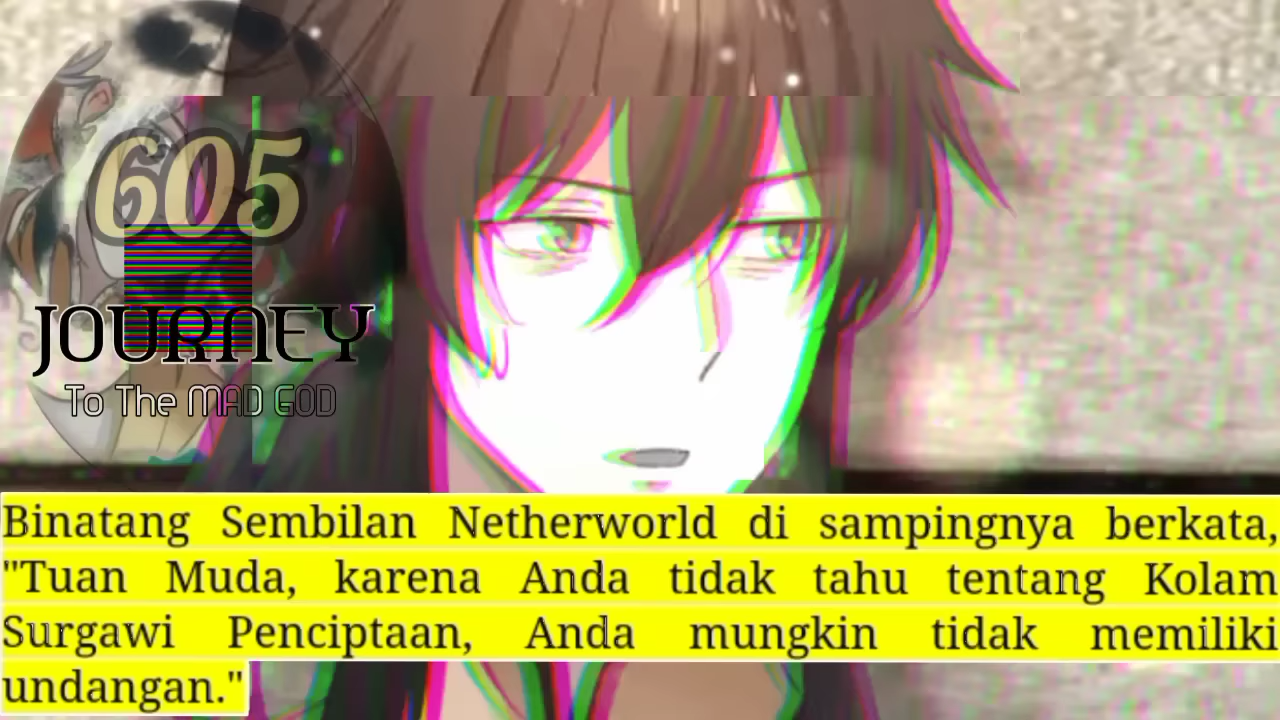 605
JOURNEY
To The MAD GOD
Binatang Sembilan Netherworld di sampingnya berkata,
"Tuan Muda, karena Anda tidak tahu tentang Kolam
Surgawi Penciptaan, Anda mungkin tidak memiliki
undangan."